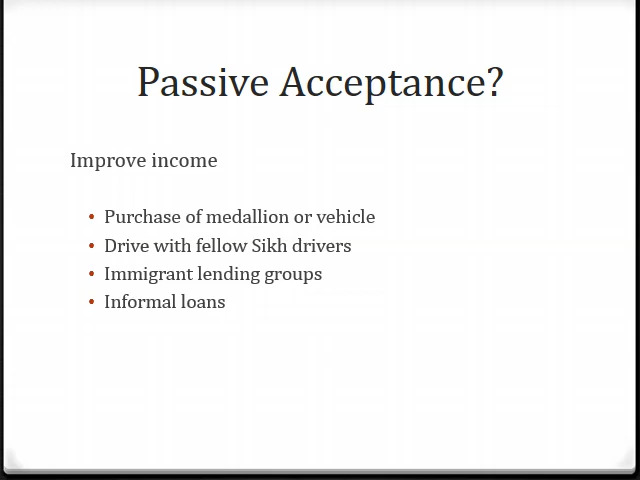 Passive Acceptance?
Improve income
• Purchase of medallion or vehicle
• Drive with fellow Sikh drivers
• Immigrant lending groups
• Informal loans